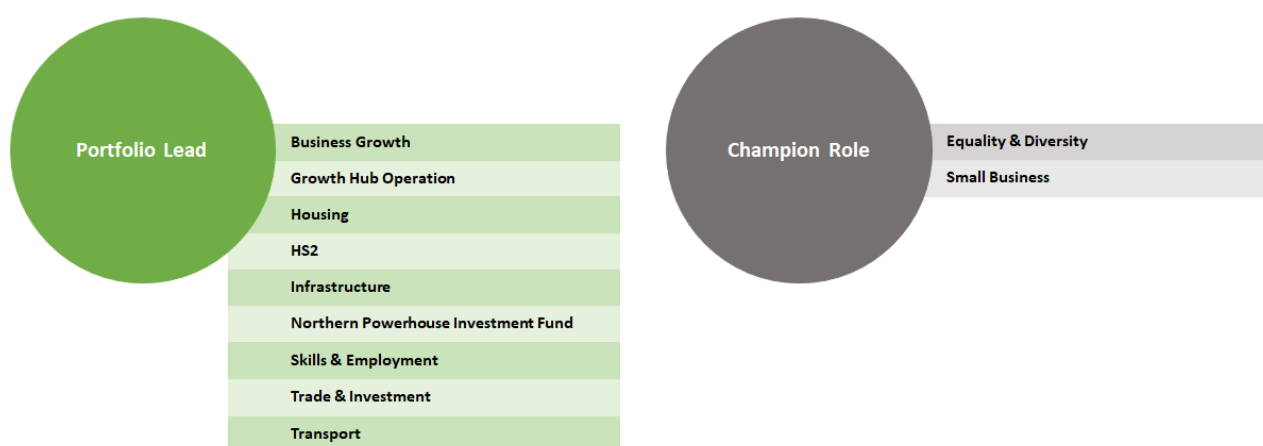 Portfolio Lead
Business Growth
Growth Hub Operation
Housing
HS2
Infrastructure
Northern Powerhouse Investment Fund
Skills & Employment
Trade & Investment
Transport
Champion Role
Equality & Diversity
Small Business